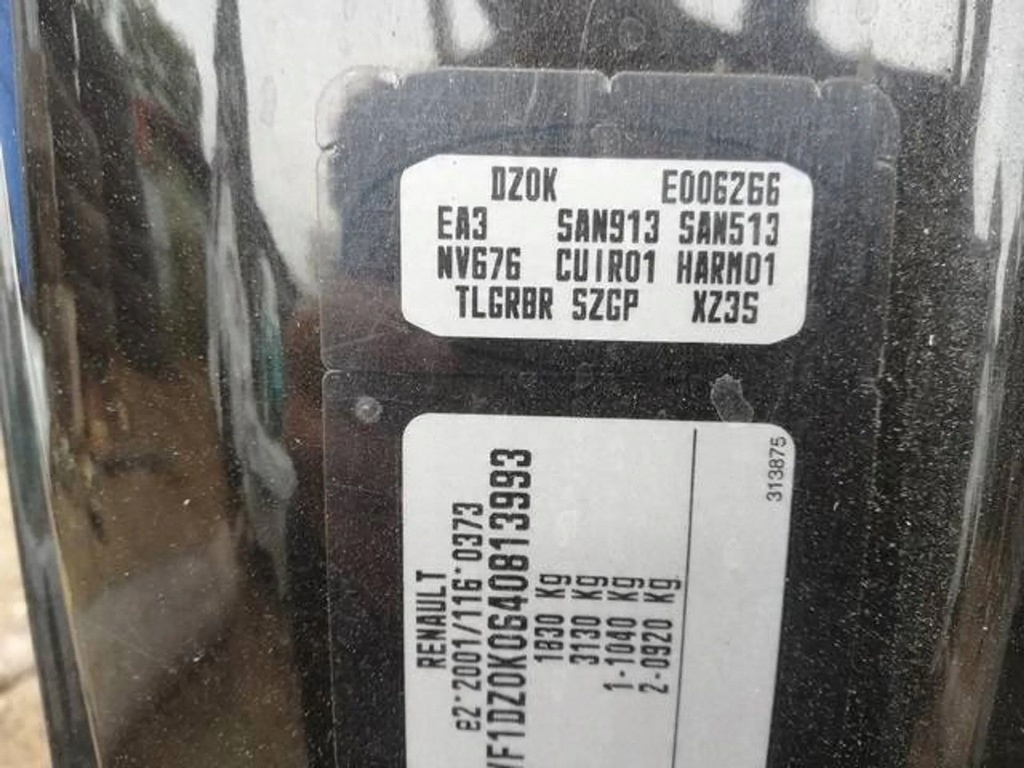 DZ0K E006266
EA3 SAN913 SAN513
NV676 CUIR01 HARM01
TLGRBR SZGP XZ3S
RENAULT
e2*2001/116*0373
VF1DZ0K0640813993
1830 Kg
3130 Kg
1-1040 Kg
2-0920 Kg
313875